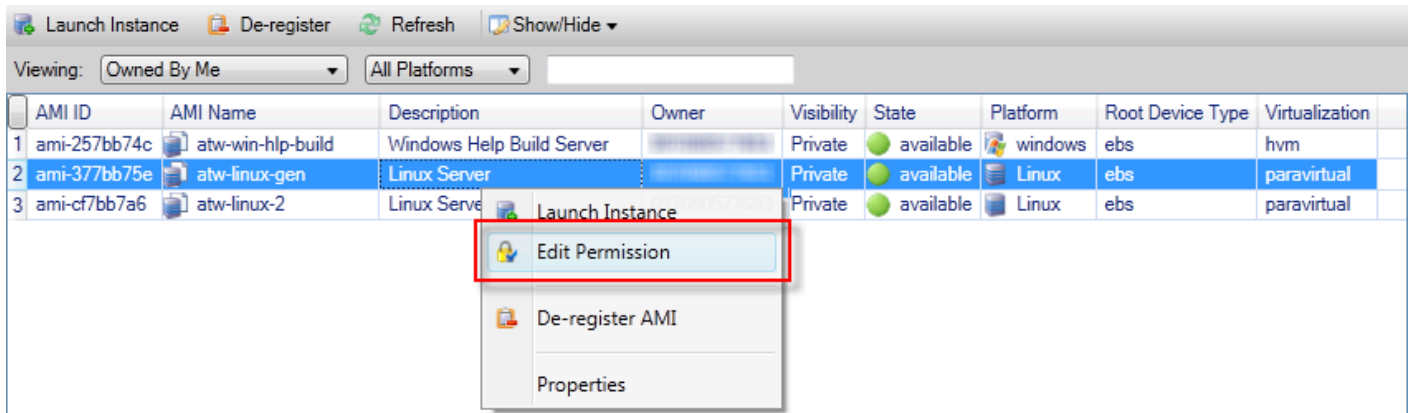 Launch Instance De-register Refresh Show/Hide
Viewing: Owned By Me All Platforms
AMI ID AMI Name Description Owner Visibility State Platform Root Device Type Virtualization
1 ami-257bb74c atw-win-hlp-build Windows Help Build Server Private available windows ebs hvm
2 ami-377bb75e atw-linux-gen Linux Server Private available Linux ebs paravirtual
3 ami-cf7bb7a6 atw-linux-2 Linux Serve Private available Linux ebs paravirtual
Launch Instance
Edit Permission
De-register AMI
Properties